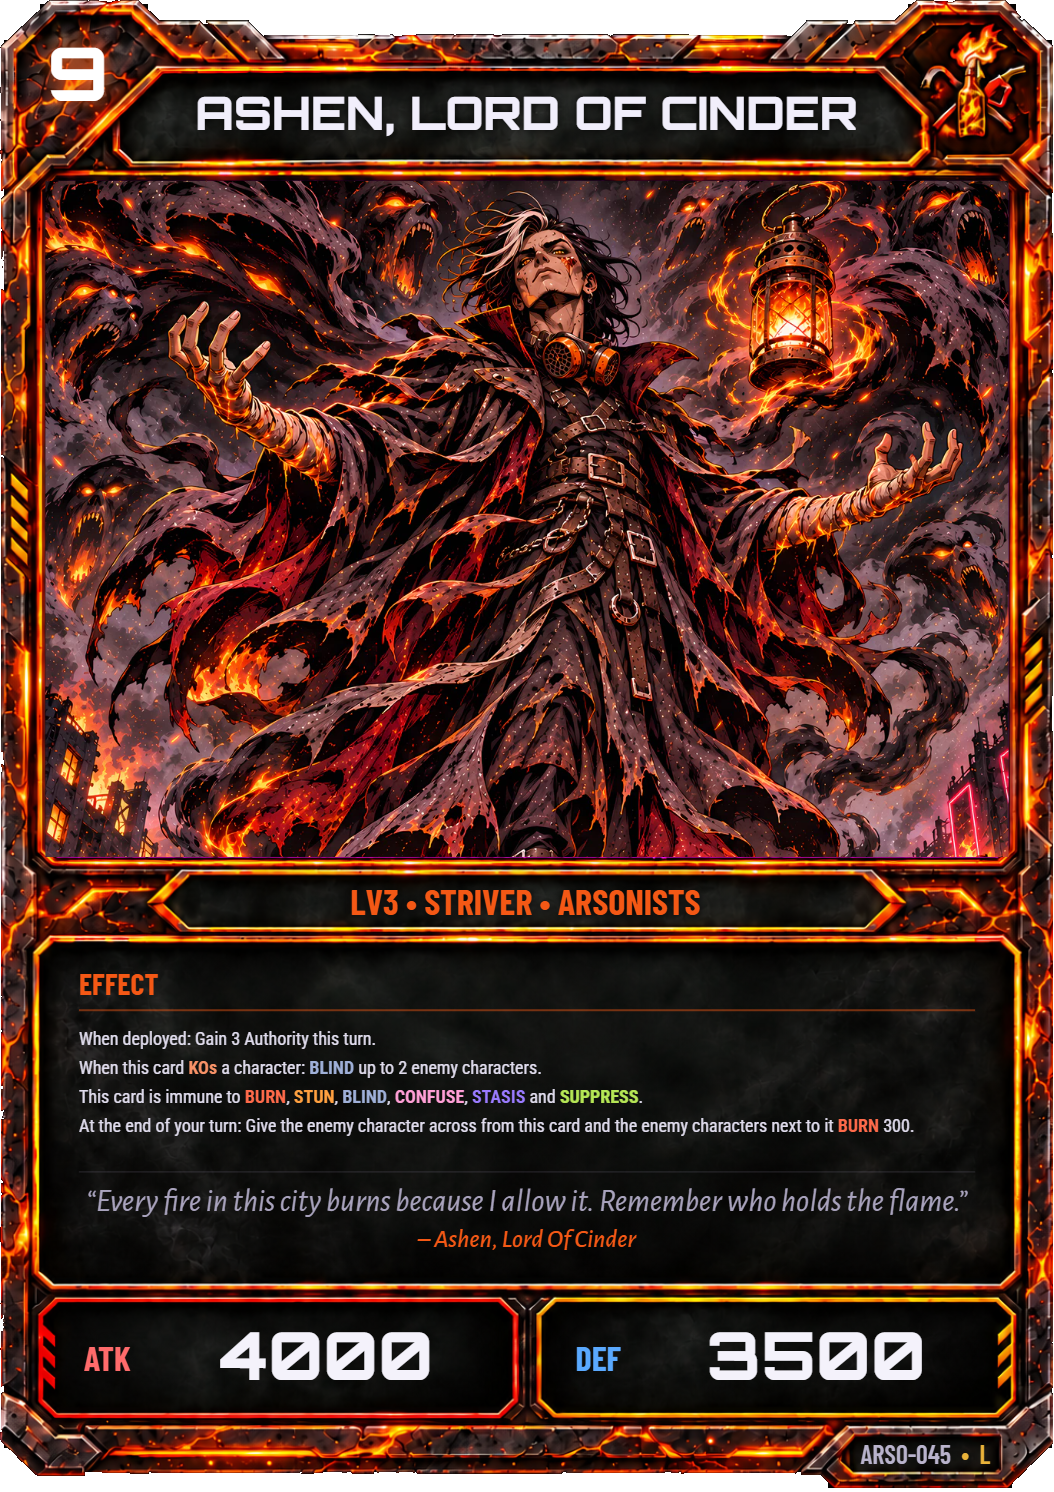 9
ASHEN, LORD OF CINDER
LV3 • STRIVER • ARSONISTS
EFFECT
When deployed: Gain 3 Authority this turn.
When this card KOs a character: BLIND up to 2 enemy characters.
This card is immune to BURN, STUN, BLIND, CONFUSE, STASIS and SUPPRESS.
At the end of your turn: Give the enemy character across from this card and the enemy characters next to it BURN 300.
“Every fire in this city burns because I allow it. Remember who holds the flame.”
– Ashen, Lord Of Cinder
ATK 4000 DEF 3500
ARSO-045 • L